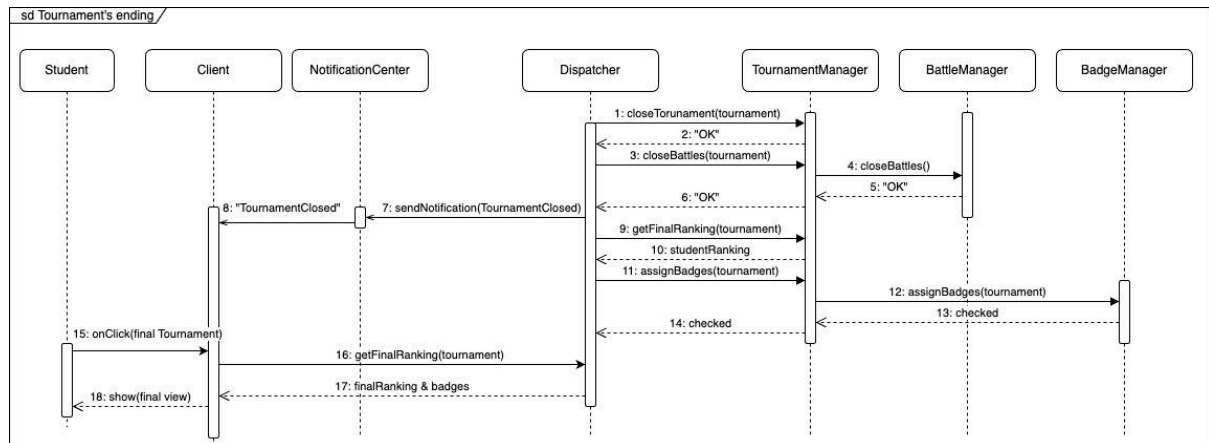 sd Tournament's ending
Student
Client
NotificationCenter
Dispatcher
TournamentManager
BattleManager
BadgeManager
1: closeTorunament(tournament)
2: "OK"
3: closeBattles(tournament)
4: closeBattles()
5: "OK"
6: "OK"
7: sendNotification(TournamentClosed)
8: "TournamentClosed"
9: getFinalRanking(tournament)
10: studentRanking
11: assignBadges(tournament)
12: assignBadges(tournament)
13: checked
14: checked
15: onClick(final Tournament)
16: getFinalRanking(tournament)
17: finalRanking & badges
18: show(final view)